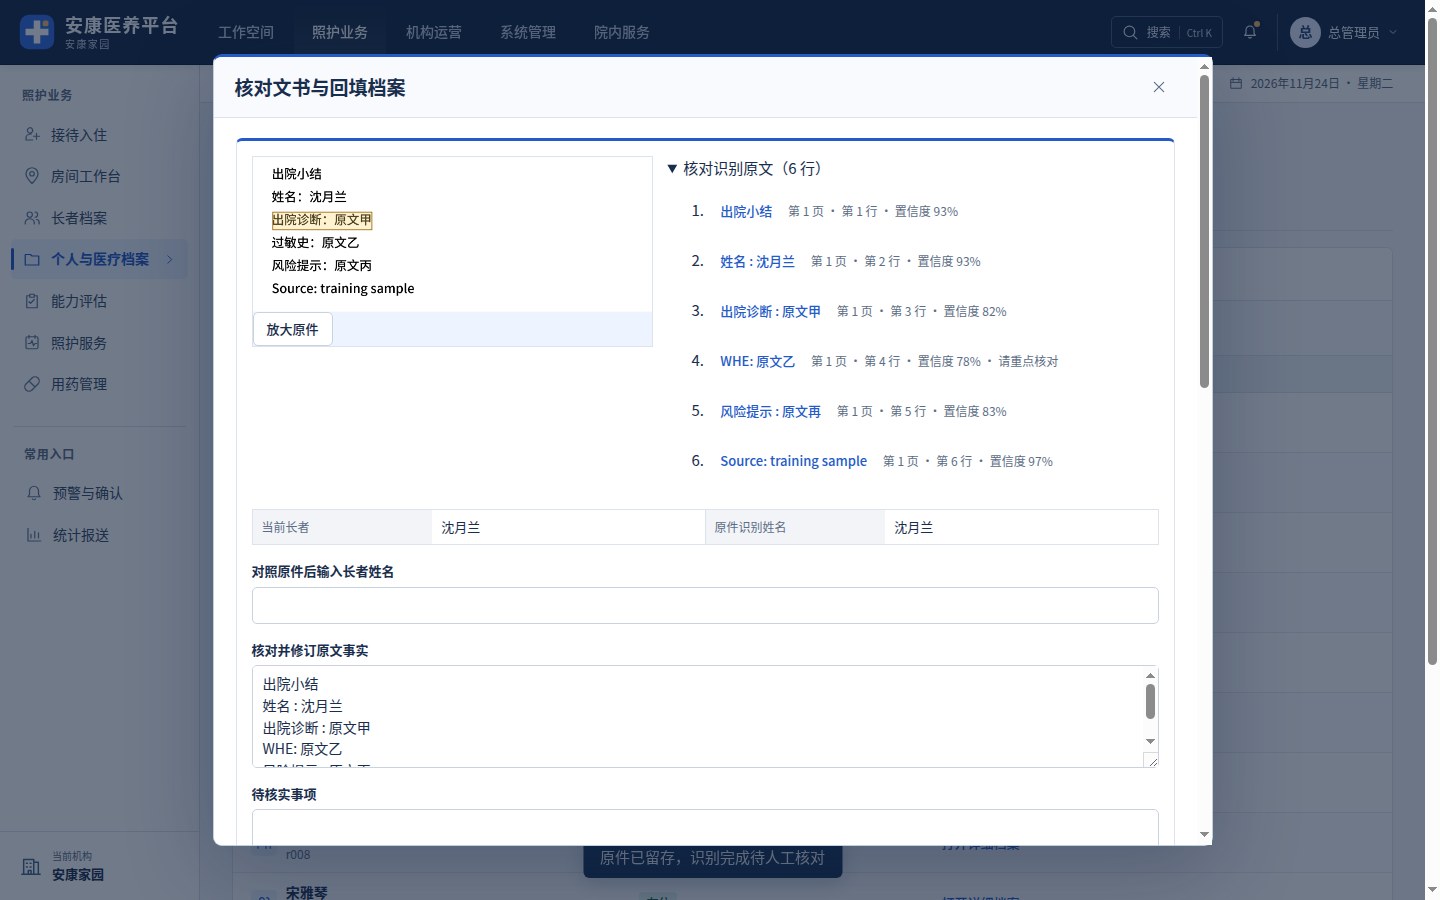 安康医养平台
安康家园
工作空间
照护业务
机构运营
系统管理
院内服务
搜索
Ctrl K
总
总管理员
照护业务
接待入住
房间工作台
长者档案
个人与医疗档案
能力评估
照护服务
用药管理
常用入口
预警与确认
统计报送
当前机构
安康家园
2026年11月24日 · 星期二
核对文书与回填档案
出院小结
姓名：沈月兰
出院诊断：原文甲
过敏史：原文乙
风险提示：原文丙
Source: training sample
放大原件
核对识别原文（6 行）
1. 出院小结 第 1 页 · 第 1 行 · 置信度 93%
2. 姓名 : 沈月兰 第 1 页 · 第 2 行 · 置信度 93%
3. 出院诊断 : 原文甲 第 1 页 · 第 3 行 · 置信度 82%
4. WHE: 原文乙 第 1 页 · 第 4 行 · 置信度 78% · 请重点核对
5. 风险提示 : 原文再 第 1 页 · 第 5 行 · 置信度 83%
6. Source: training sample 第 1 页 · 第 6 行 · 置信度 97%
当前长者 沈月兰 原件识别姓名 沈月兰
对照原件后输入长者姓名
核对并修订原文事实
出院小结
姓名 : 沈月兰
出院诊断 : 原文甲
WHE: 原文乙
待核实事项
r008
原件已留存，识别完成待人工核对
宋雅琴